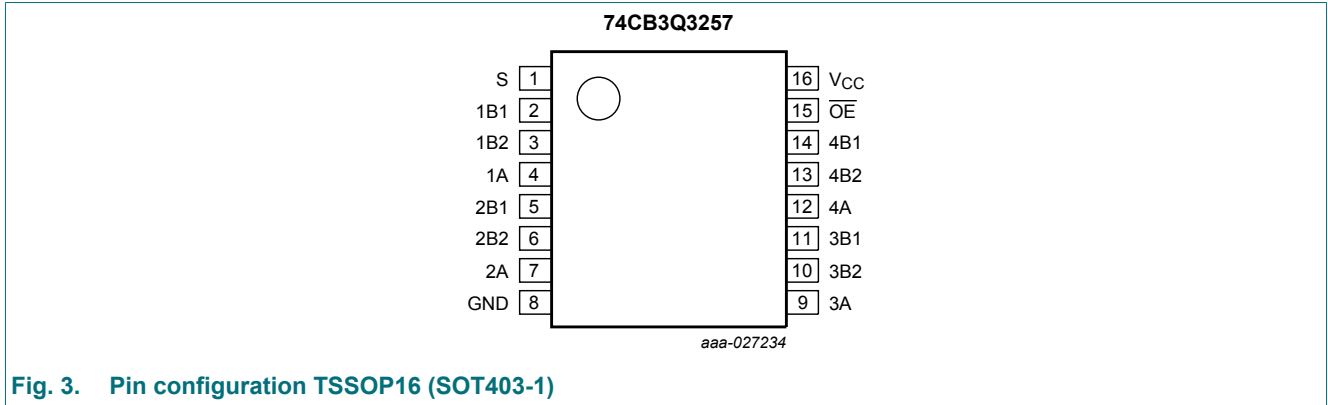 74CB3Q3257
S 1 16 VCC
1B1 2 15 OE
1B2 3 14 4B1
1A 4 13 4B2
2B1 5 12 4A
2B2 6 11 3B1
2A 7 10 3B2
GND 8 9 3A
aaa-027234
Fig. 3. Pin configuration TSSOP16 (SOT403-1)